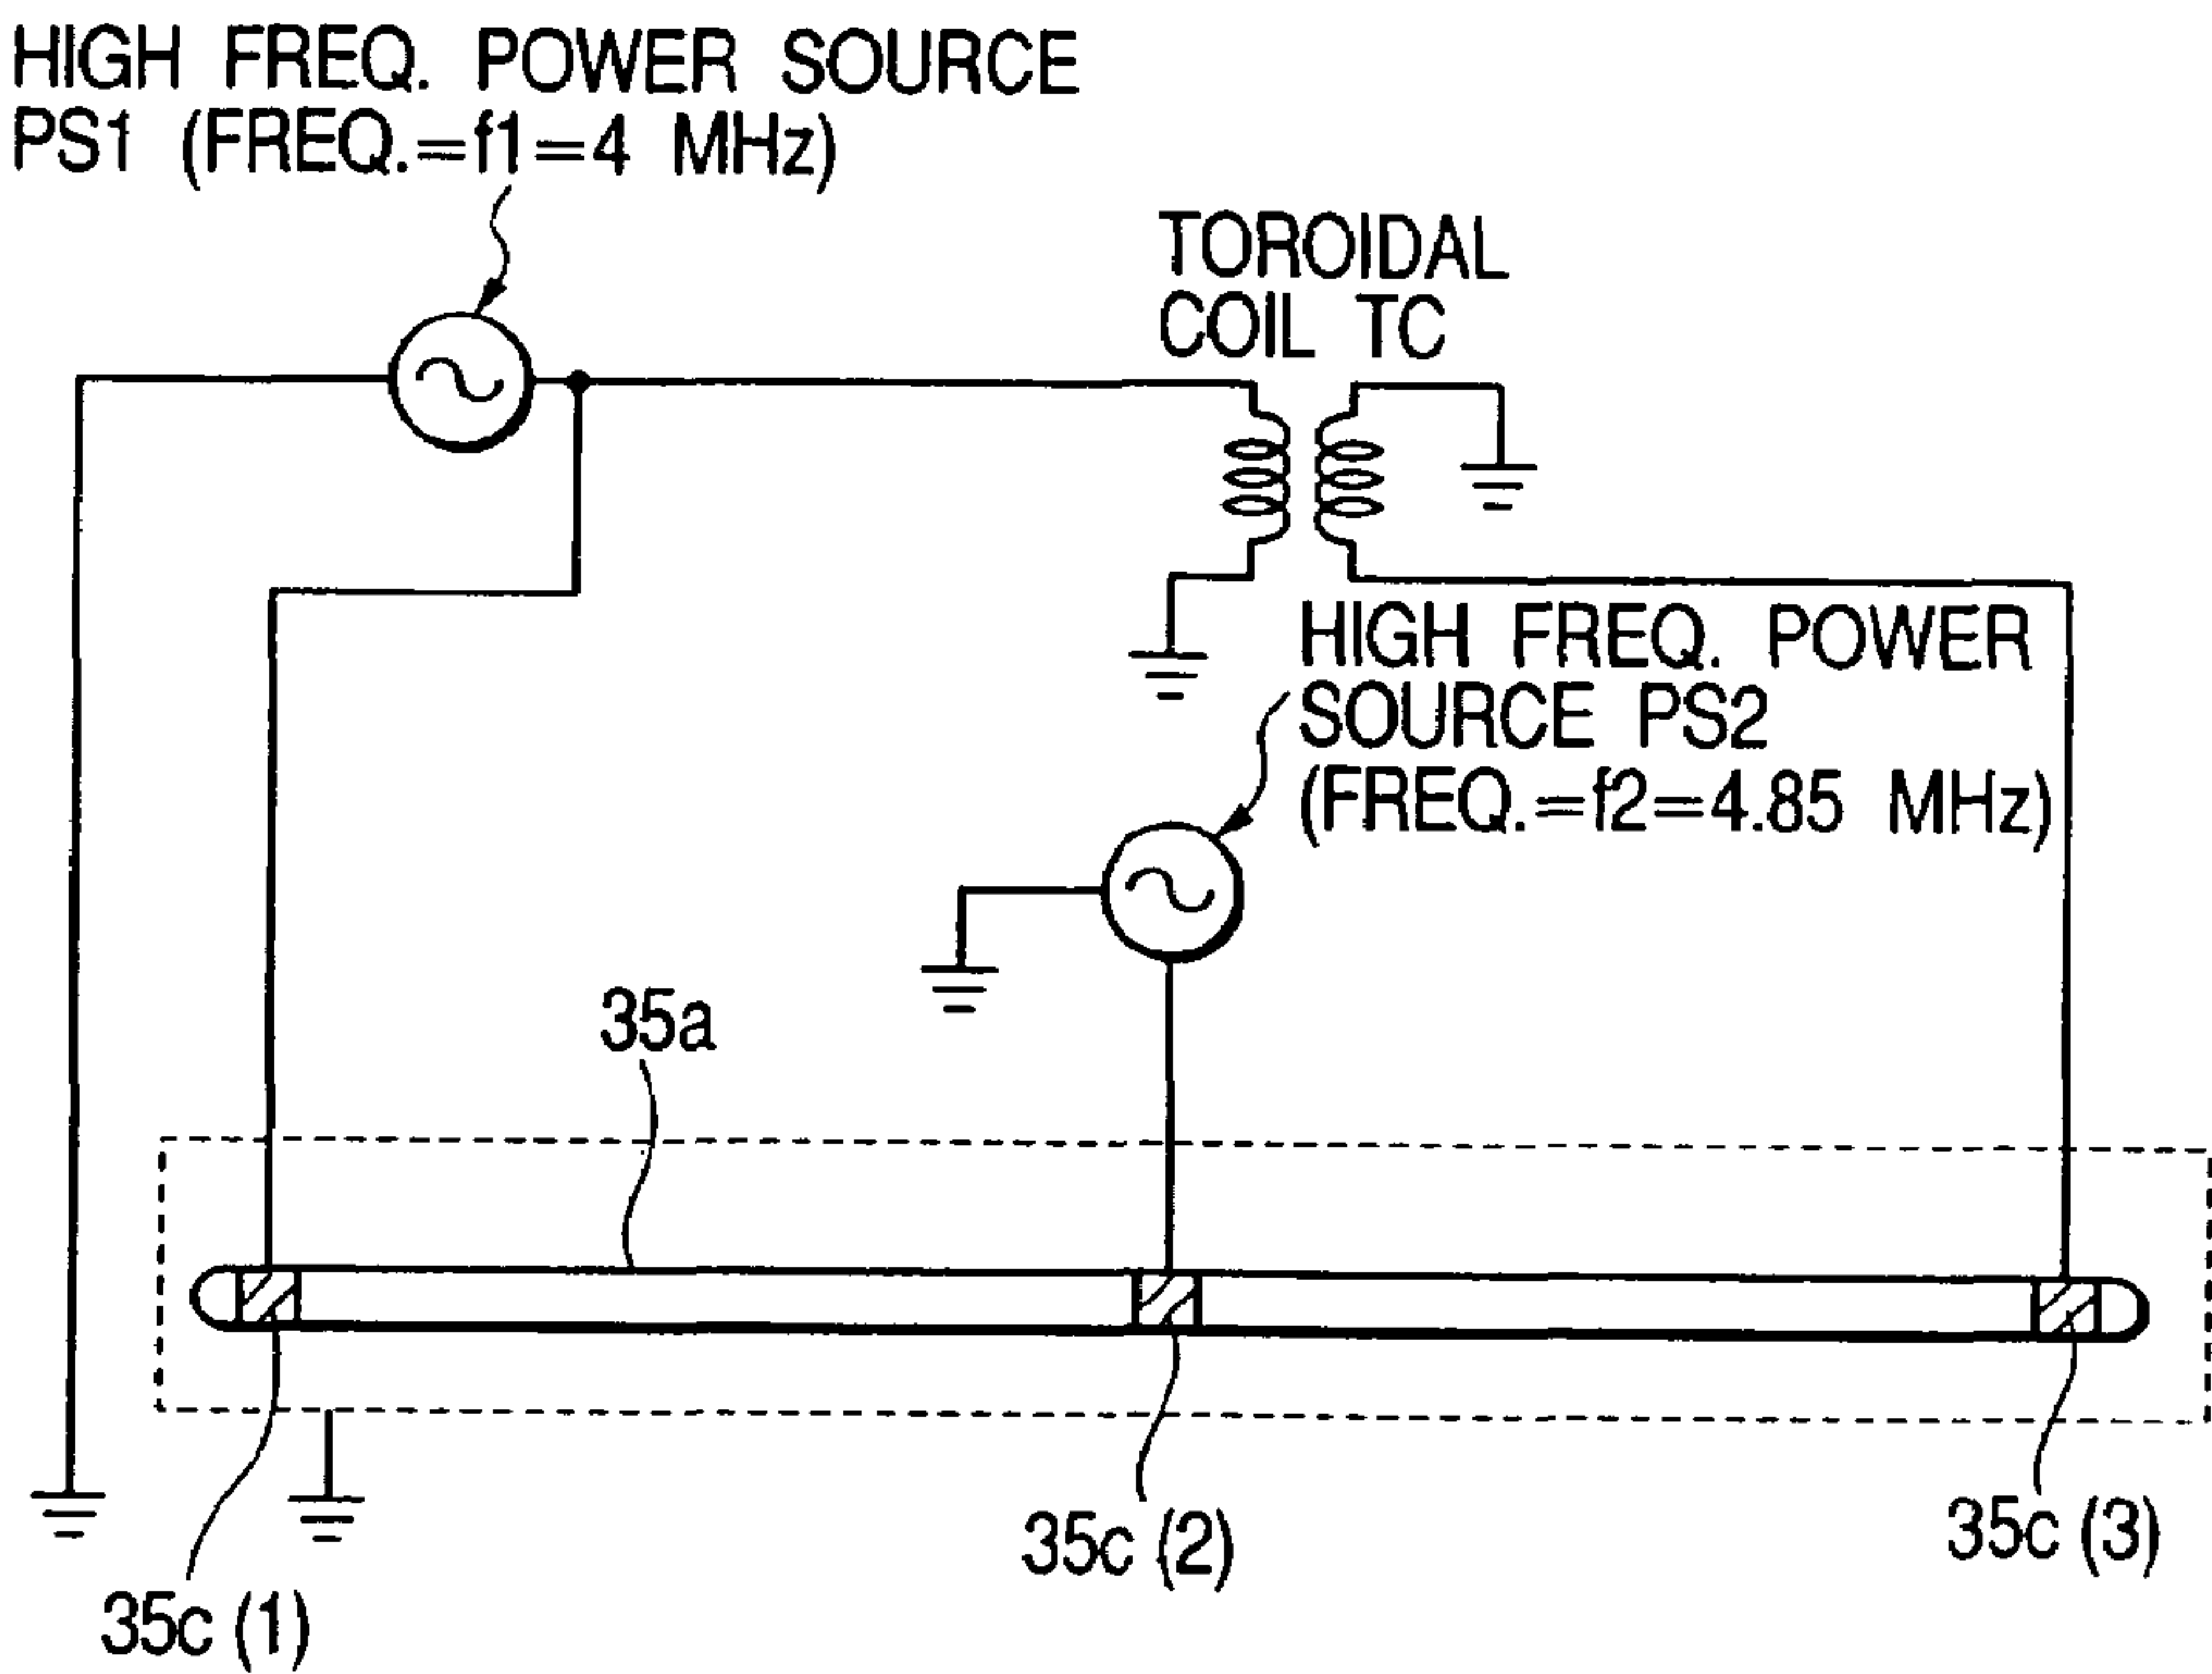 HIGH FREQ. POWER SOURCE
PS1 (FREQ.=f1=4 MHz)
TOROIDAL
COIL TC
HIGH FREQ. POWER
SOURCE PS2
(FREQ.=f2=4.85 MHz)
35a
35c (1)
35c (2)
35c (3)